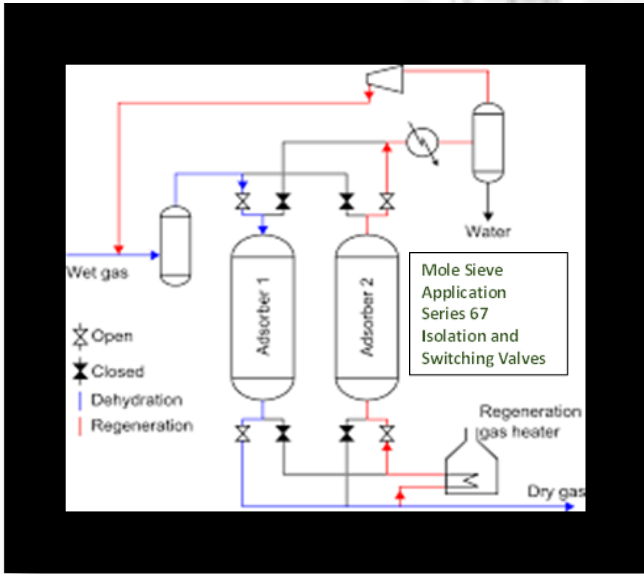 Water
Wet gas
Adsorber 1
Adsorber 2
Mole Sieve
Application
Series 67
Isolation and
Switching Valves
Open
Closed
Dehydration
Regeneration
Regeneration
gas heater
Dry gas